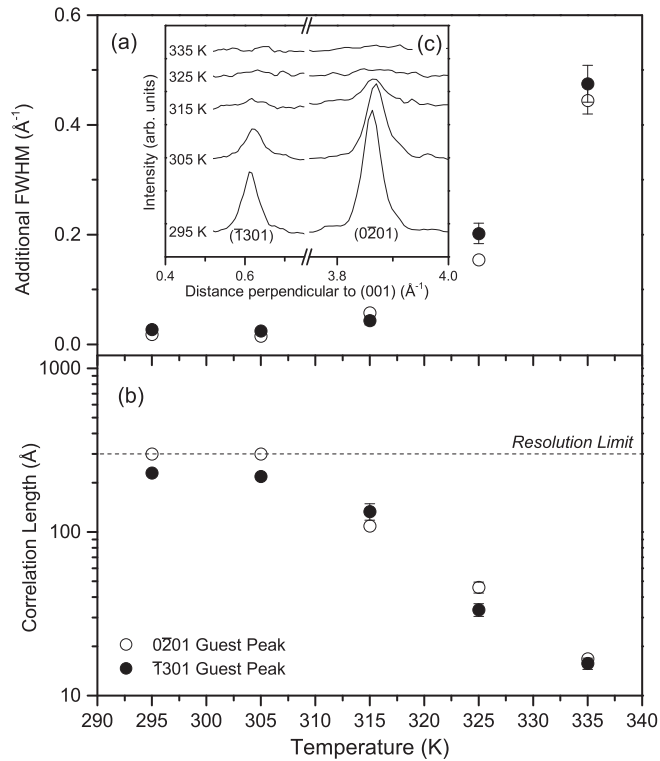 0.6
(a)
335 K
(c)
325 K
315 K
0.4
Intensity (arb. units)
305 K
Additional FWHM (Å⁻¹)
295 K
(1̅301)
(02̅01)
0.2
0.4
0.6
3.8
4.0
Distance perpendicular to (001) (Å⁻¹)
0.0
1000
(b)
Resolution Limit
Correlation Length (Å)
100
02̅01 Guest Peak
1̅301 Guest Peak
10
290 295 300 305 310 315 320 325 330 335 340
Temperature (K)